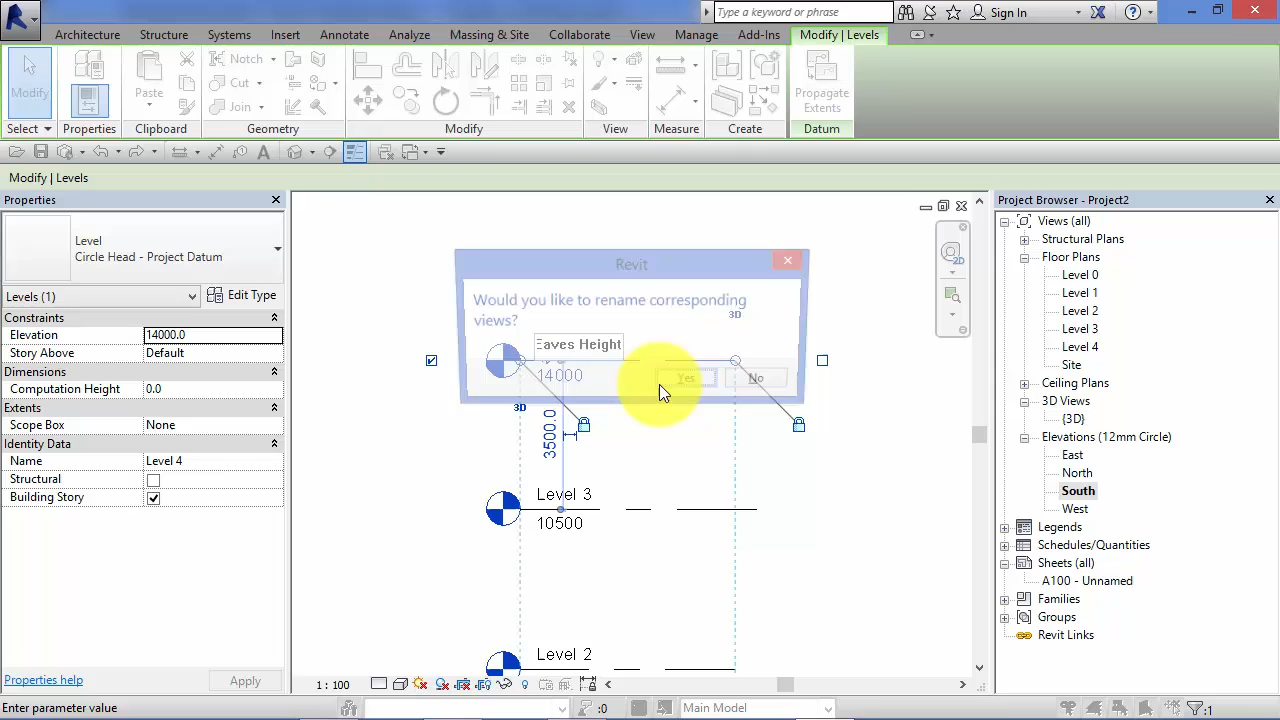 Type a keyword or phrase
Sign In
Structure Systems Insert Annotate Analyze Massing & Site Collaborate View Manage Add-Ins Modify | Levels
Modify
Paste
Notch
Cut
Join
Propagate
Extents
Select Properties Clipboard Geometry Modify View Measure Create Datum
Modify | Levels
Properties
Level
Circle Head - Project Datum
Levels (1)
Edit Type
Constraints
Elevation 14000.0
Story Above Default
Dimensions
Computation Height 0.0
Extents
Scope Box None
Identity Data
Name Level 4
Structural
Building Story
Properties help
Apply
Revit
Would you like to rename corresponding
views?
3D
Eaves Height
14000
Yes
No
3D
3500.0
Level 3
10500
Level 2
2D
Project Browser - Project2
Views (all)
Structural Plans
Floor Plans
Level 0
Level 1
Level 2
Level 3
Level 4
Site
Ceiling Plans
3D Views
{3D}
Elevations (12mm Circle)
East
North
South
West
Legends
Schedules/Quantities
Sheets (all)
A100 - Unnamed
Families
Groups
Revit Links
1 : 100
Enter parameter value
:0
Main Model
:1